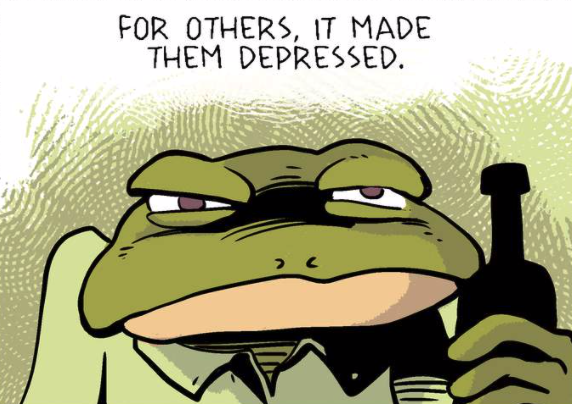 FOR OTHERS, IT MADE
THEM DEPRESSED.